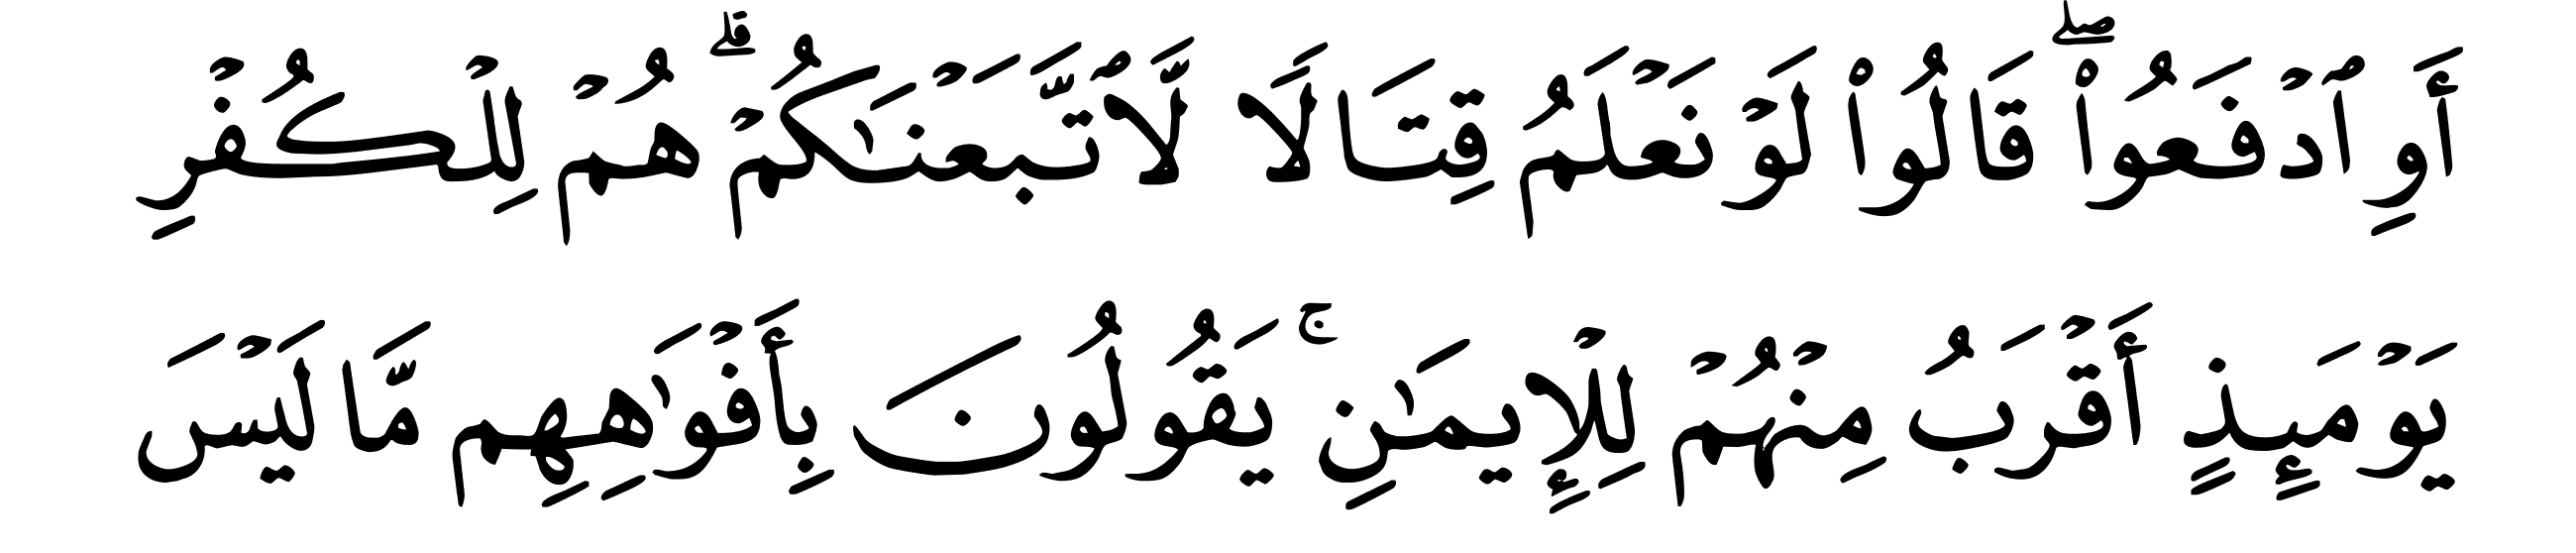 أَوِ ٱدۡفَعُواْۖ قَالُواْ لَوۡ نَعۡلَمُ قِتَالًا لَّٱتَّبَعۡنَٰكُمۡۗ هُمۡ لِلۡكُفۡرِ
يَوۡمَئِذٍ أَقۡرَبُ مِنۡهُمۡ لِلۡإِيمَٰنِۚ يَقُولُونَ بِأَفۡوَٰهِهِم مَّا لَيۡسَ